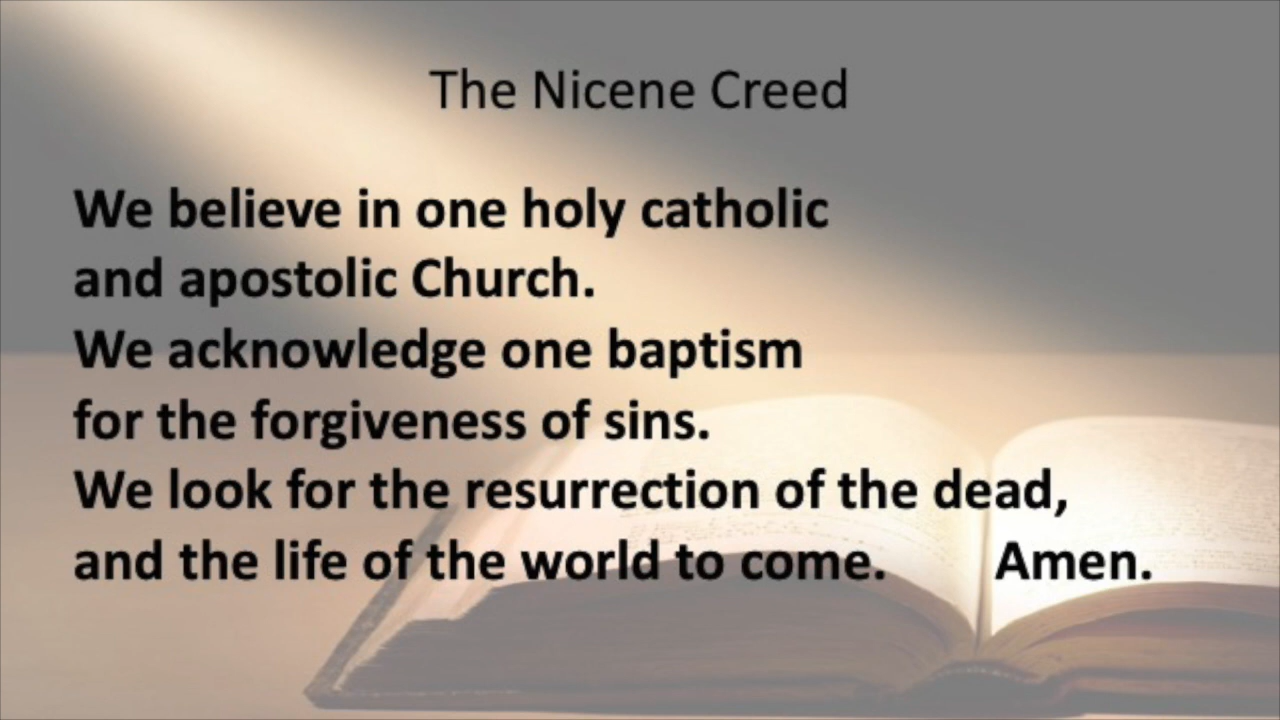 The Nicene Creed
We believe in one holy catholic
and apostolic Church.
We acknowledge one baptism
for the forgiveness of sins.
We look for the resurrection of the dead,
and the life of the world to come. Amen.